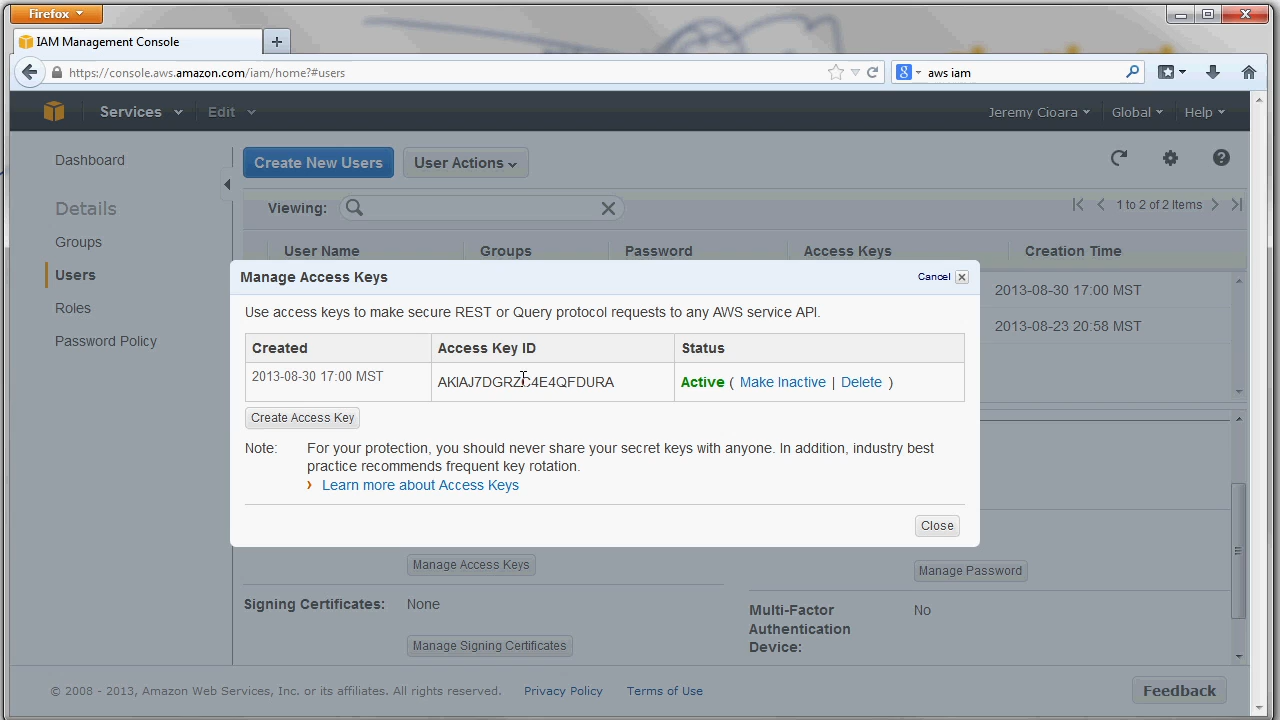 Firefox
IAM Management Console
https://console.aws.amazon.com/iam/home?#users
aws iam
Services Edit Jeremy Cioara Global Help
Dashboard
Details
Groups
Users
Roles
Password Policy
Create New Users User Actions
Viewing: 1 to 2 of 2 Items
User Name Groups Password Access Keys Creation Time
2013-08-30 17:00 MST
2013-08-23 20:58 MST
Manage Access Keys Cancel
Use access keys to make secure REST or Query protocol requests to any AWS service API.
Created Access Key ID Status
2013-08-30 17:00 MST AKIAJ7DGRZC4E4QFDURA Active ( Make Inactive | Delete )
Create Access Key
Note: For your protection, you should never share your secret keys with anyone. In addition, industry best
practice recommends frequent key rotation.
Learn more about Access Keys
Close
Manage Access Keys
Manage Password
Signing Certificates: None
Manage Signing Certificates
Multi-Factor No
Authentication
Device:
© 2008 - 2013, Amazon Web Services, Inc. or its affiliates. All rights reserved. Privacy Policy Terms of Use
Feedback